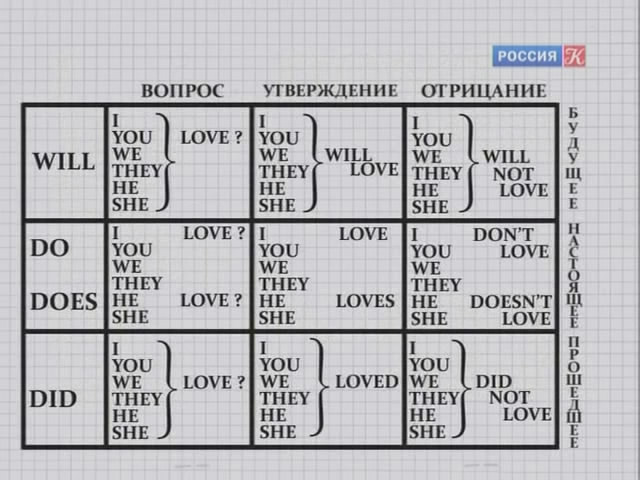 РОССИЯ К
ВОПРОС УТВЕРЖДЕНИЕ ОТРИЦАНИЕ
WILL
I
YOU
WE
THEY
HE
SHE
LOVE ?
I
YOU
WE
THEY
HE
SHE
WILL
LOVE
I
YOU
WE
THEY
HE
SHE
WILL
NOT
LOVE
БУДУЩЕЕ
DO
DOES
I LOVE ?
YOU
WE
THEY
HE LOVE ?
SHE
I LOVE
YOU
WE
THEY
HE LOVES
SHE
I DON'T
YOU LOVE
WE
THEY
HE DOESN'T
SHE LOVE
НАСТОЯЩЕЕ
DID
I
YOU
WE
THEY
HE
SHE
LOVE ?
I
YOU
WE
THEY
HE
SHE
LOVED
I
YOU
WE
THEY
HE
SHE
DID
NOT
LOVE
ПРОШЕДШЕЕ